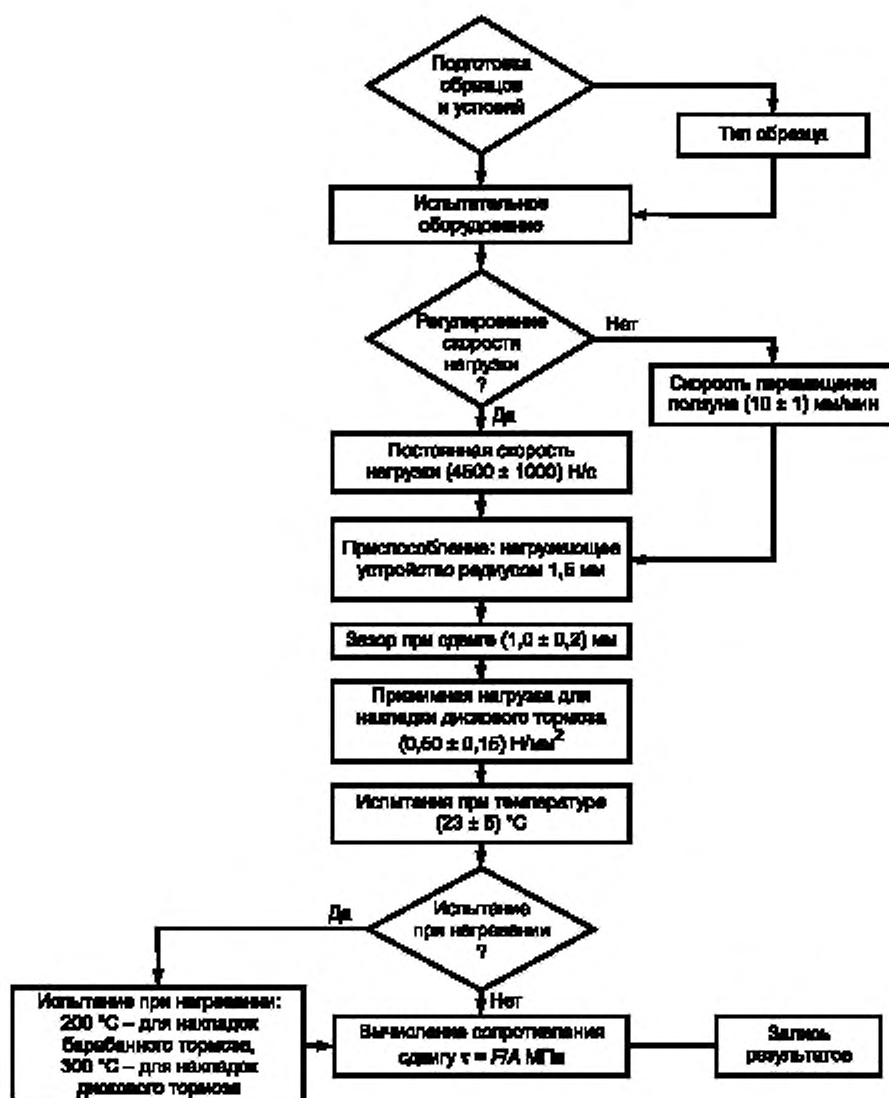 Подготовка
образцов
и условий
Тип образца
Испытательное
оборудование
Регулирование
скорости
нагрузки
?
Нет
Скорость перемещения
ползуна (10 ± 1) мм/мин
Да
Постоянная скорость
нагрузки (4500 ± 1000) Н/с
Приспособление: нагружающее
устройство радиусом 1,5 мм
Зазор при сдвиге (1,0 ± 0,2) мм
Прижимная нагрузка для
накладки дискового тормоза
(0,50 ± 0,15) Н/мм²
Испытания при температуре
(23 ± 5) °С
Да
Испытание
при нагревании
?
Нет
Испытание при нагревании:
200 °С – для накладок
барабанного тормоза,
300 °С – для накладок
дискового тормоза
Вычисление сопротивления
сдвигу τ = F/A МПа
Запись
результатов